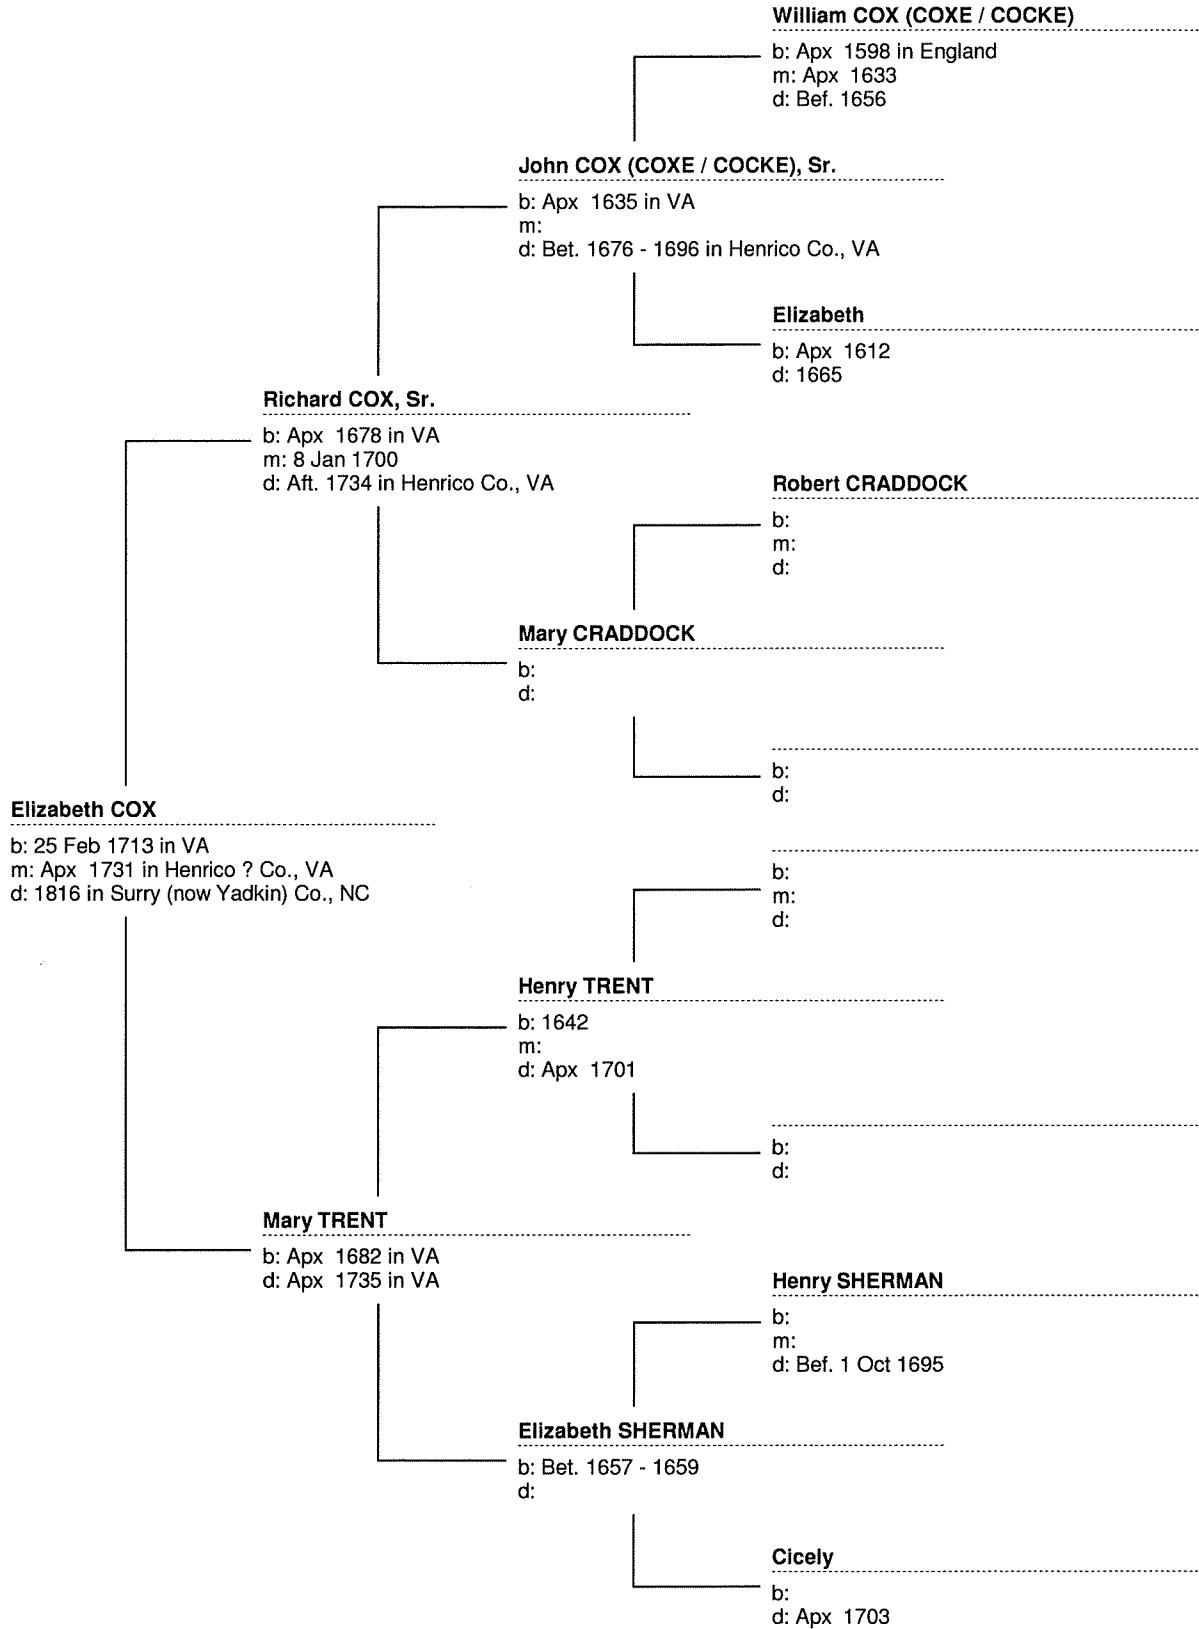 William COX (COXE / COCKE)
b: Apx 1598 in England
m: Apx 1633
d: Bef. 1656
John COX (COXE / COCKE), Sr.
b: Apx 1635 in VA
m:
d: Bet. 1676 - 1696 in Henrico Co., VA
Elizabeth
b: Apx 1612
d: 1665
Richard COX, Sr.
b: Apx 1678 in VA
m: 8 Jan 1700
d: Aft. 1734 in Henrico Co., VA
Robert CRADDOCK
b:
m:
d:
Mary CRADDOCK
b:
d:
b:
d:
Elizabeth COX
b: 25 Feb 1713 in VA
m: Apx 1731 in Henrico ? Co., VA
d: 1816 in Surry (now Yadkin) Co., NC
b:
m:
d:
Henry TRENT
b: 1642
m:
d: Apx 1701
b:
d:
Mary TRENT
b: Apx 1682 in VA
d: Apx 1735 in VA
Henry SHERMAN
b:
m:
d: Bef. 1 Oct 1695
Elizabeth SHERMAN
b: Bet. 1657 - 1659
d:
Cicely
b:
d: Apx 1703